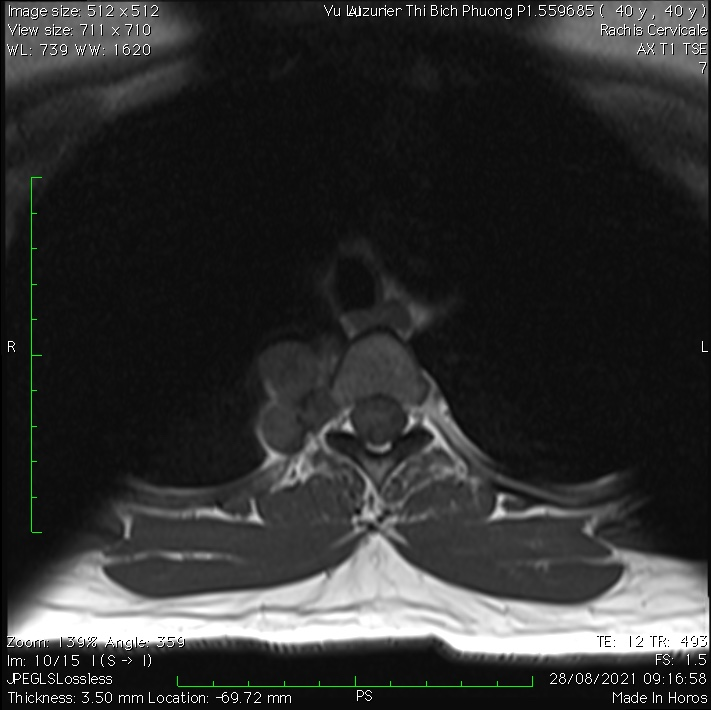 Image size: 512 x 512
View size: 711 x 710
WL: 739 WW: 1620
Thi Bich Phuong P1.559685 ( 40 y , 40 y )
Rachis Cervicale
AX T1 TSE
7
R
L
Zoom: 139% Angle: 359
Im: 10/15 I (S -> I)
JPEGLSLossless
Thickness: 3.50 mm Location: -69.72 mm
PS
TE: 12 TR: 493
FS: 1.5
28/08/2021 09:16:58
Made In Horos